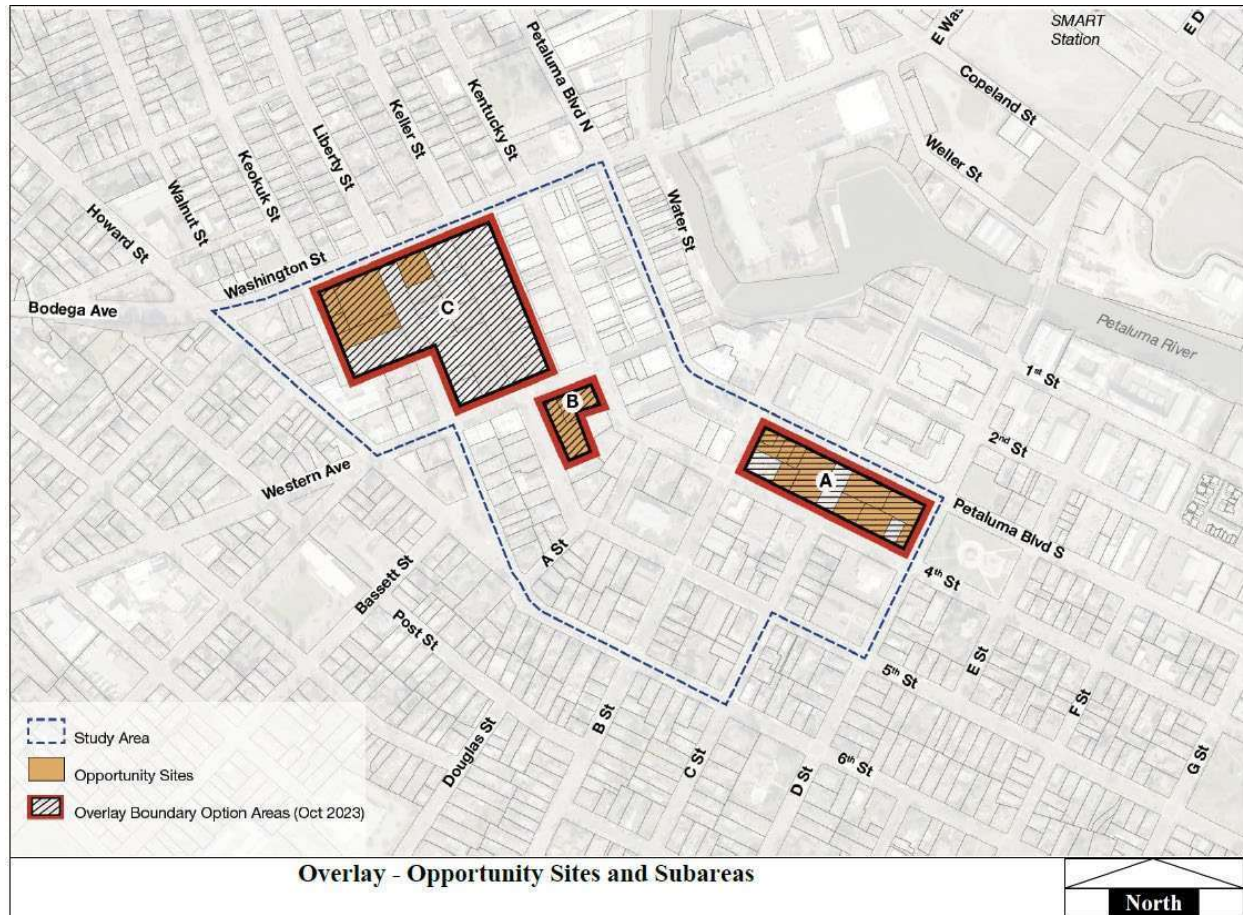 SMART
Station
E Was
E D
Copeland St
Weller St
Petaluma Blvd N
Kentucky St
Keller St
Liberty St
Keokuk St
Walnut St
Howard St
Water St
Washington St
Bodega Ave
C
Petaluma River
1st St
B
2nd St
Western Ave
A
Petaluma Blvd S
A St
4th St
Bassett St
Post St
5th St
E St
F St
B St
Douglas St
C St
D St
6th St
G St
Study Area
Opportunity Sites
Overlay Boundary Option Areas (Oct 2023)
Overlay - Opportunity Sites and Subareas
North